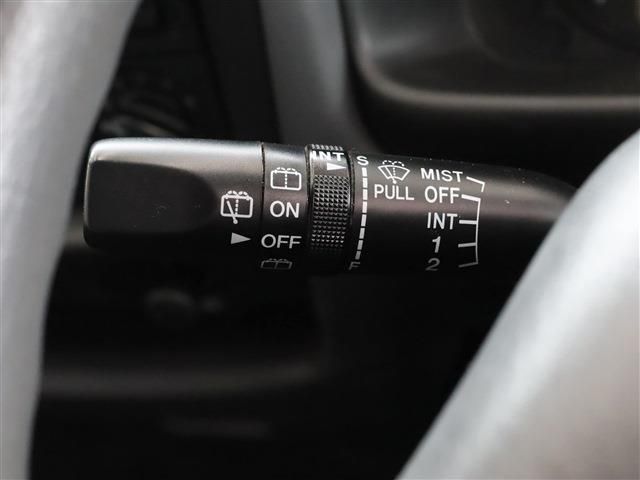 INT
S
F
ON
OFF
PULL
MIST
OFF
INT
1
2